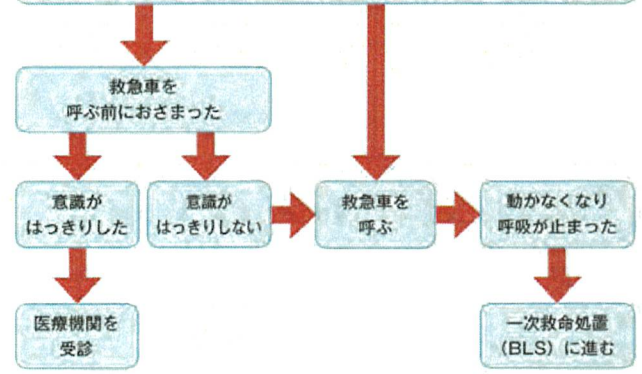 救急車を
呼ぶ前におさまった
意識が
はっきりした
意識が
はっきりしない
救急車を
呼ぶ
動かなくなり
呼吸が止まった
医療機関を
受診
一次救命処置
（BLS）に進む